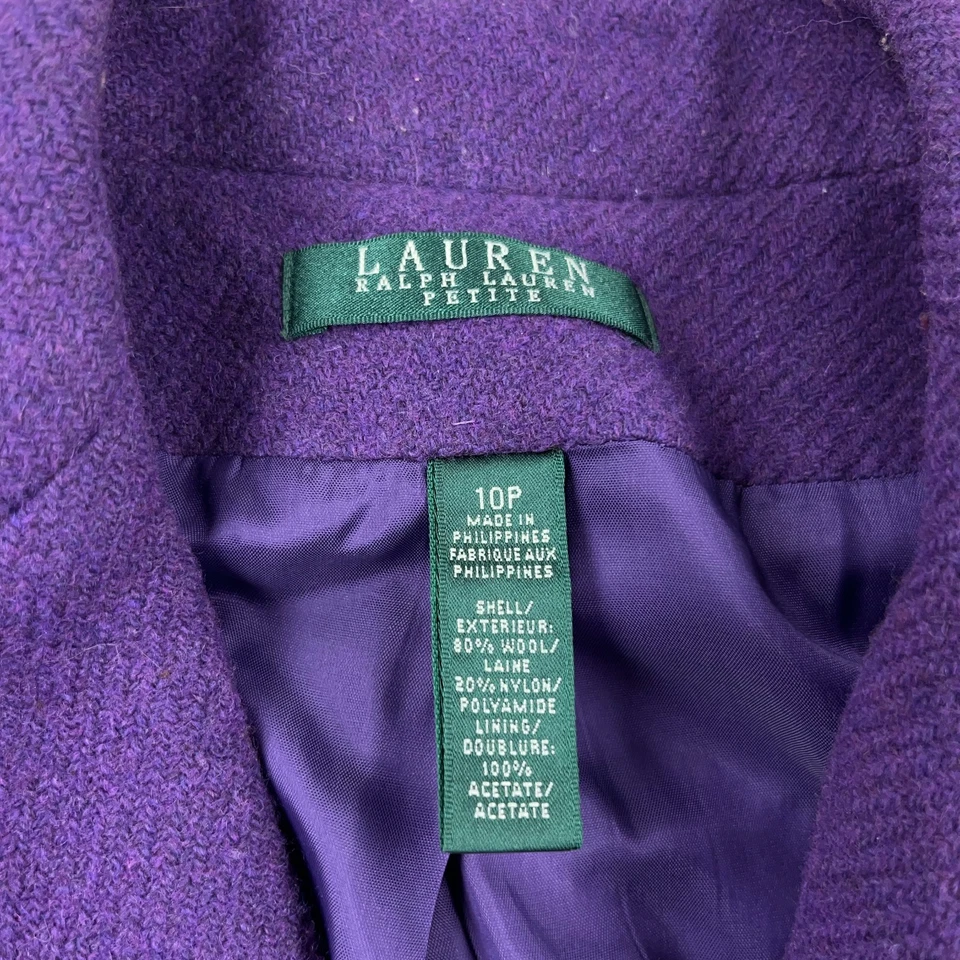 LAUREN
RALPH LAUREN
PETITE
10P
MADE IN
PHILIPPINES
FABRIQUE AUX
PHILIPPINES
SHELL/
EXTERIEUR:
80% WOOL/
LAINE
20% NYLON/
POLYAMIDE
LINING/
DOUBLURE:
100%
ACETATE/
ACETATE